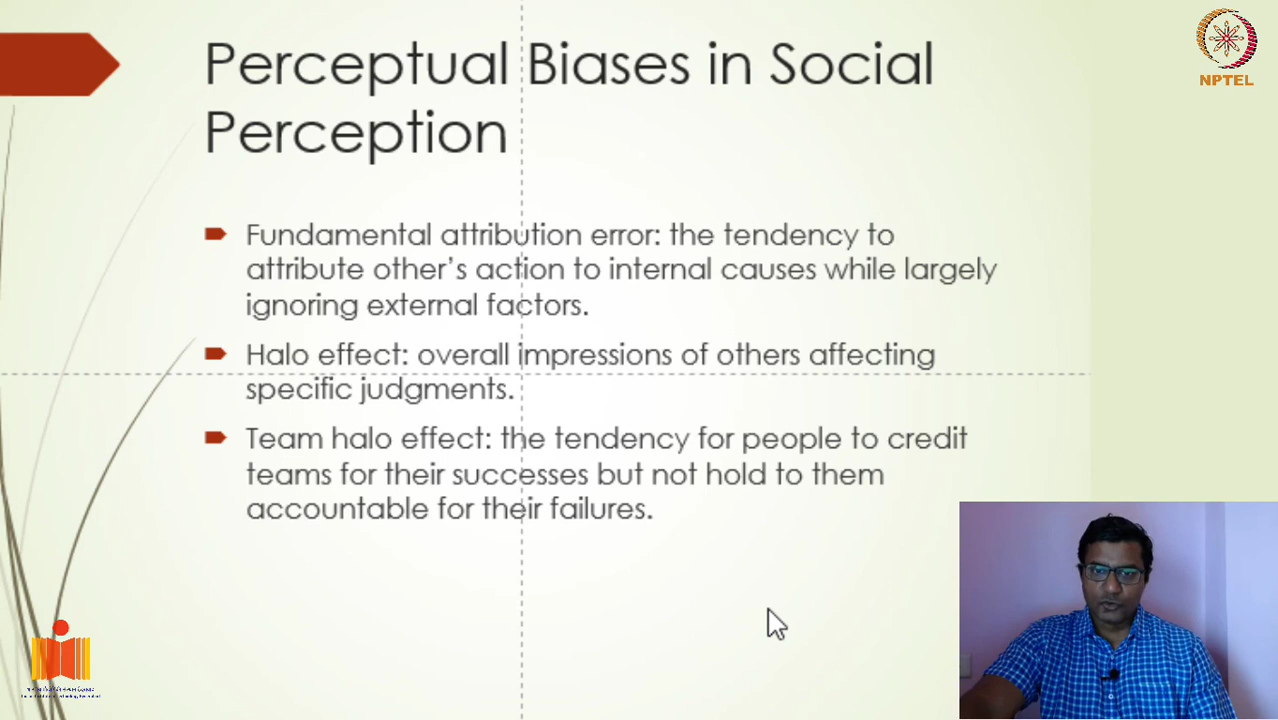 Perceptual Biases in Social
Perception
NPTEL
Fundamental attribution error: the tendency to
attribute other's action to internal causes while largely
ignoring external factors.
Halo effect: overall impressions of others affecting
specific judgments.
Team halo effect: the tendency for people to credit
teams for their successes but not hold to them
accountable for their failures.